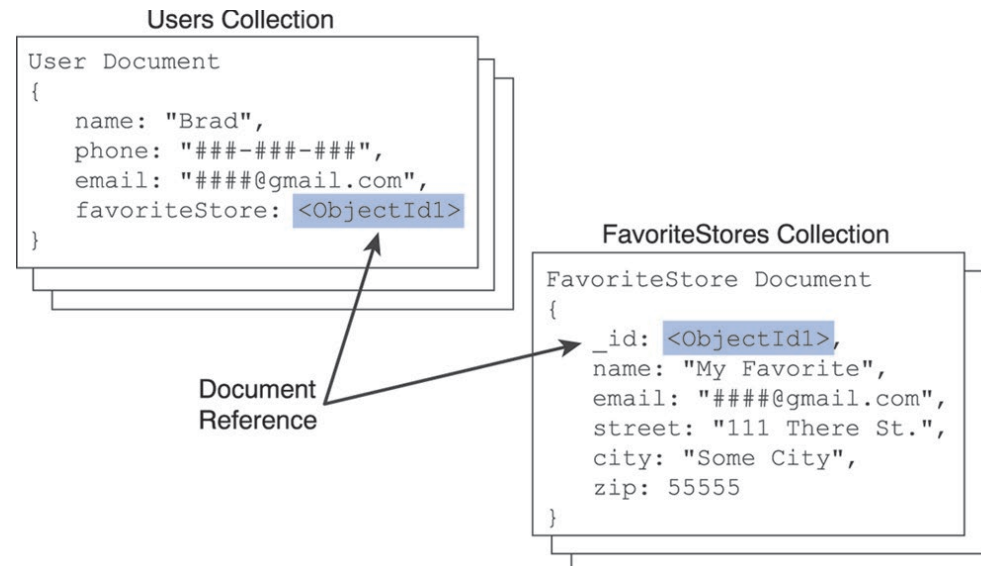 Users Collection
User Document
{
name: "Brad",
phone: "###-###-###",
email: "####@gmail.com",
favoriteStore: <ObjectId1>
}
Document
Reference
FavoriteStores Collection
FavoriteStore Document
{
_id: <ObjectId1>,
name: "My Favorite",
email: "####@gmail.com",
street: "111 There St.",
city: "Some City",
zip: 55555
}